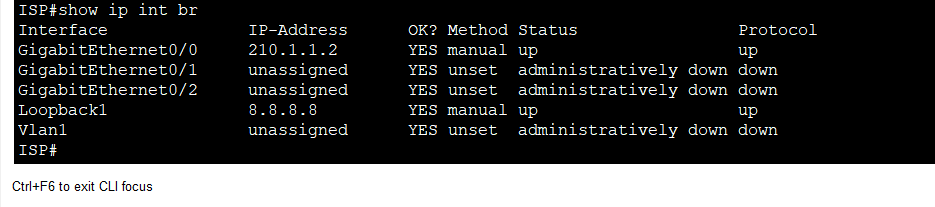 ISP#show ip int br
Interface              IP-Address      OK? Method Status                Protocol
GigabitEthernet0/0     210.1.1.2       YES manual up                    up
GigabitEthernet0/1     unassigned      YES unset  administratively down down
GigabitEthernet0/2     unassigned      YES unset  administratively down down
Loopback1              8.8.8.8         YES manual up                    up
Vlan1                  unassigned      YES unset  administratively down down
ISP#
Ctrl+F6 to exit CLI focus